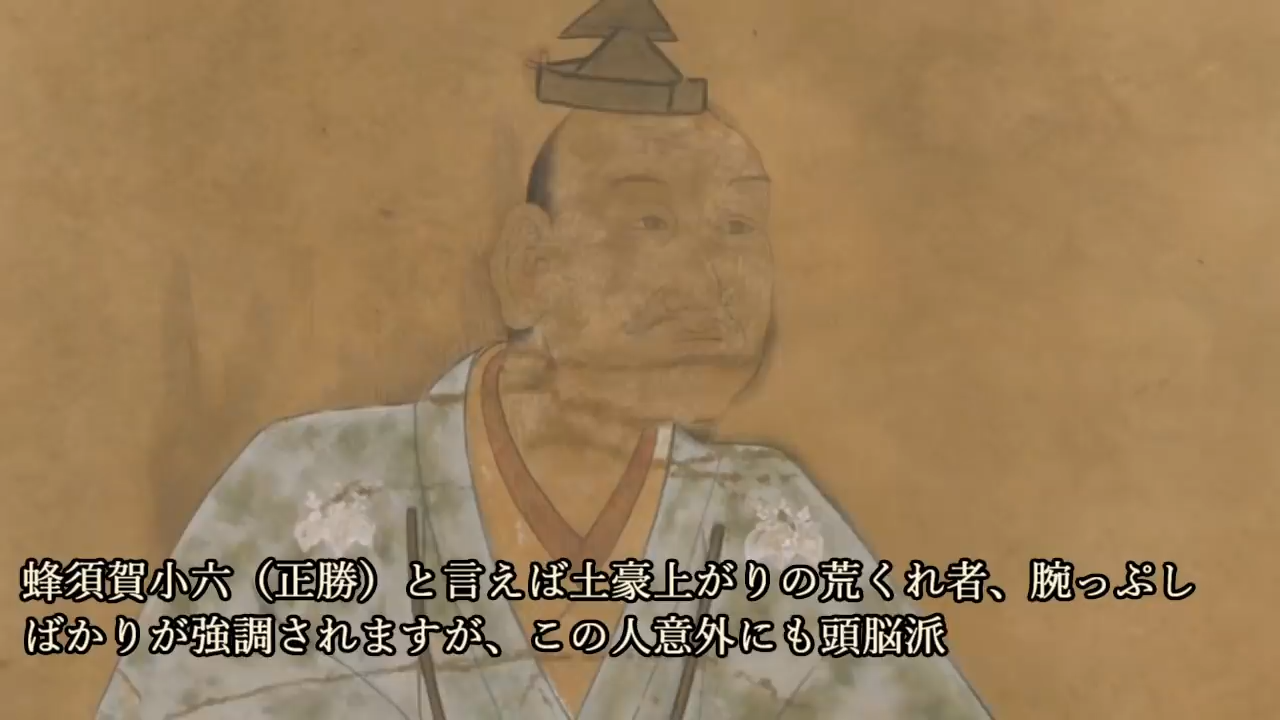 蜂須賀小六（正勝）と言えば土豪上がりの荒くれ者、腕っぷし
ばかりが強調されますが、この人意外にも頭脳派